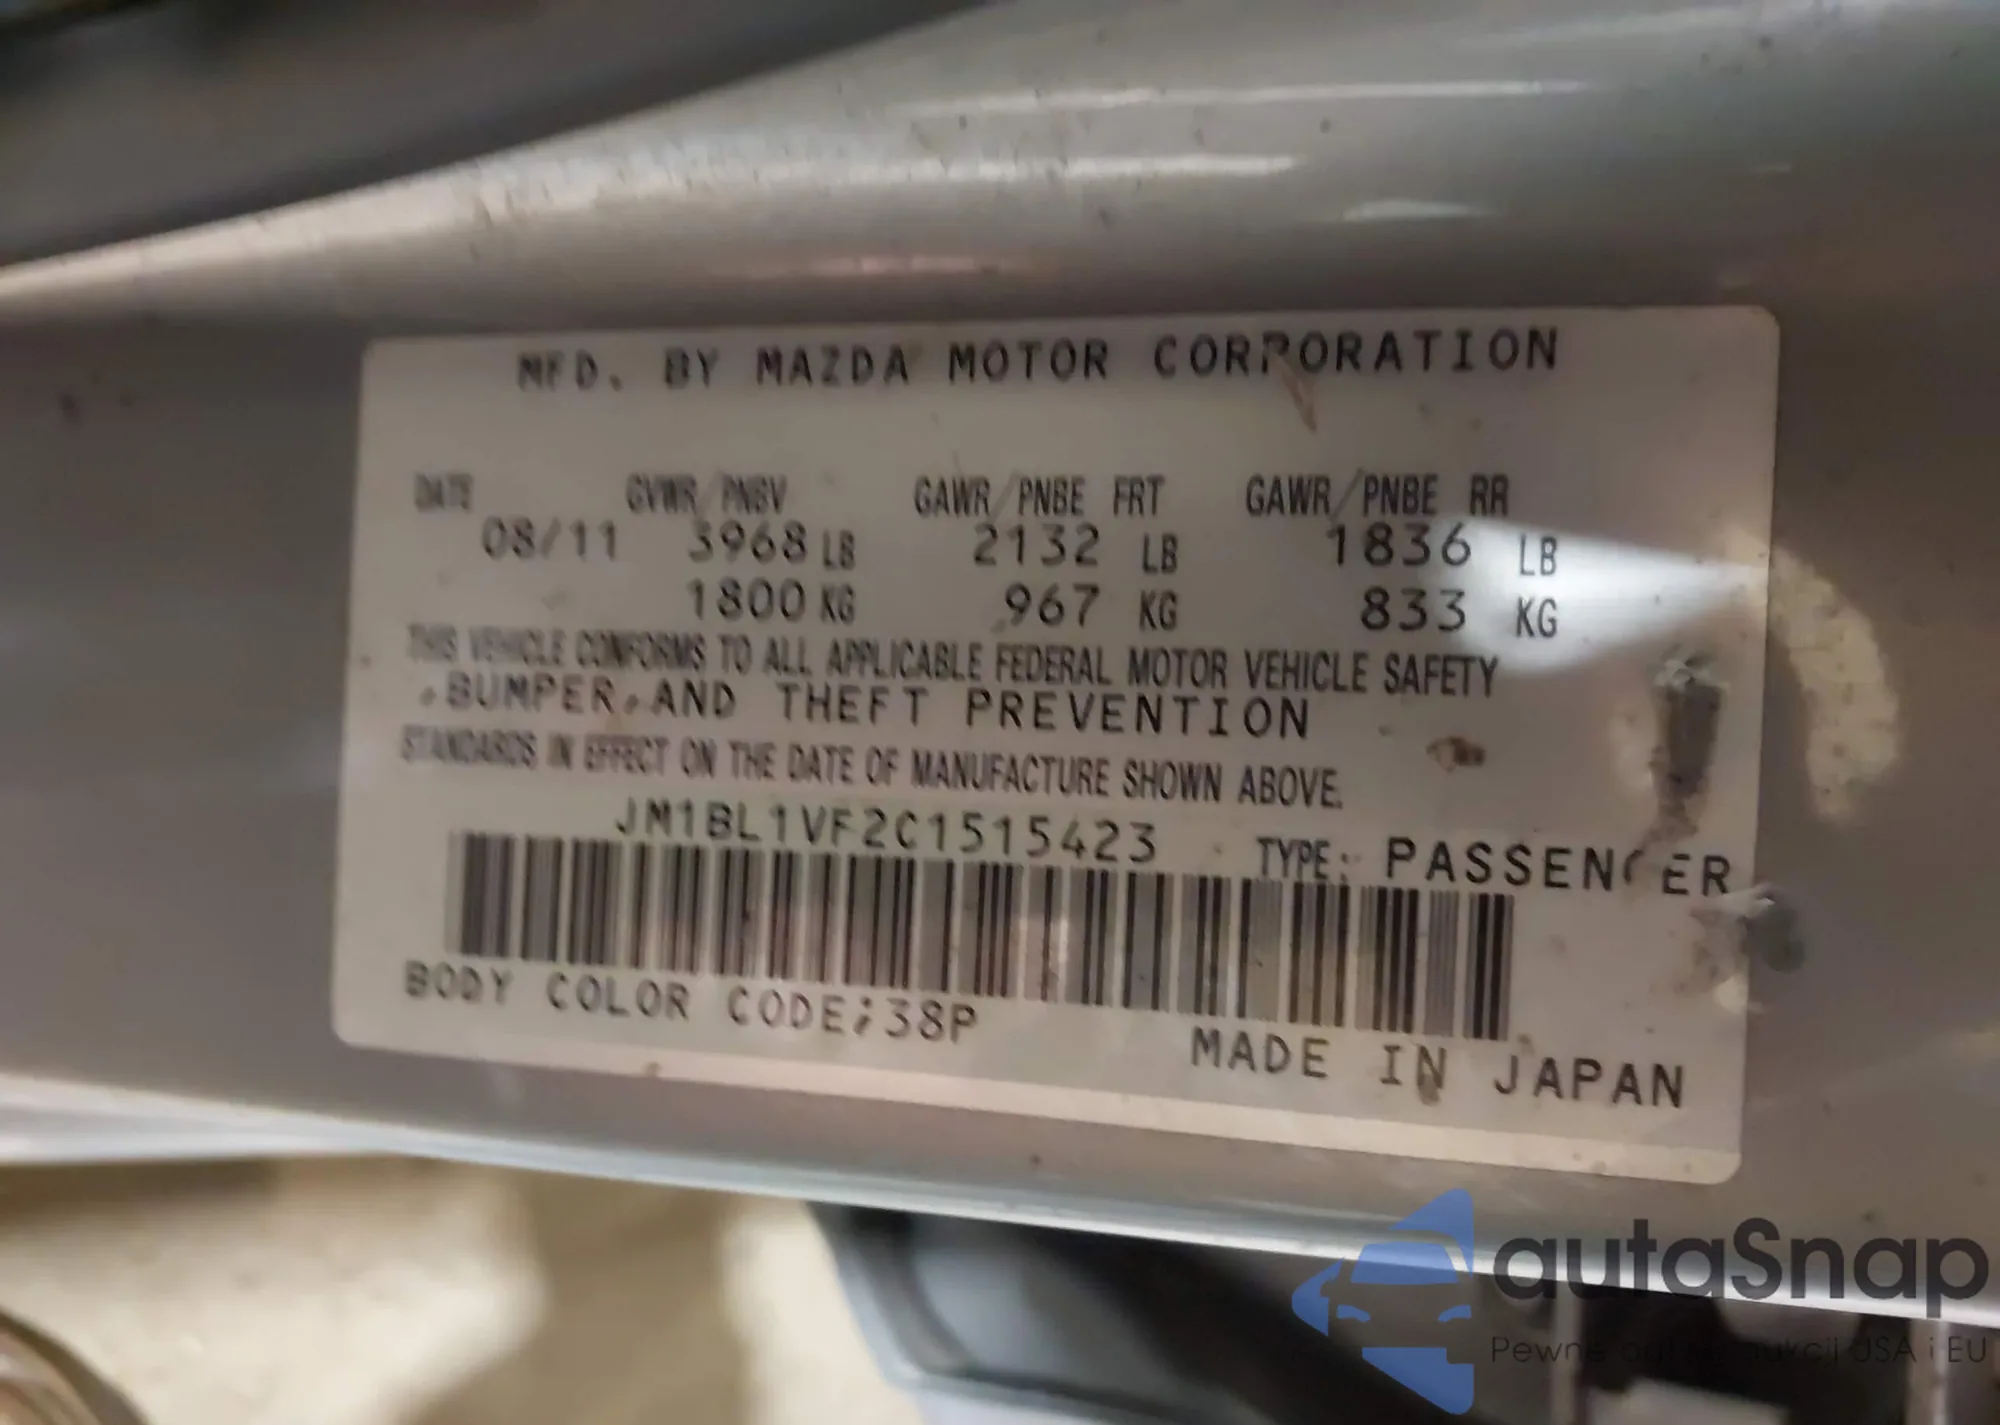 MFD. BY MAZDA MOTOR CORPORATION
DATE GVWR/PNBV GAWR/PNBE FRT GAWR/PNBE RR
08/11 3968 LB 2132 LB 1836 LB
1800 KG 967 KG 833 KG
THIS VEHICLE CONFORMS TO ALL APPLICABLE FEDERAL MOTOR VEHICLE SAFETY
,BUMPER,AND THEFT PREVENTION
STANDARDS IN EFFECT ON THE DATE OF MANUFACTURE SHOWN ABOVE.
JM1BL1VF2C1515423 TYPE: PASSENGER
BODY COLOR CODE:38P
MADE IN JAPAN
autaSnap
Pewne USA i EU